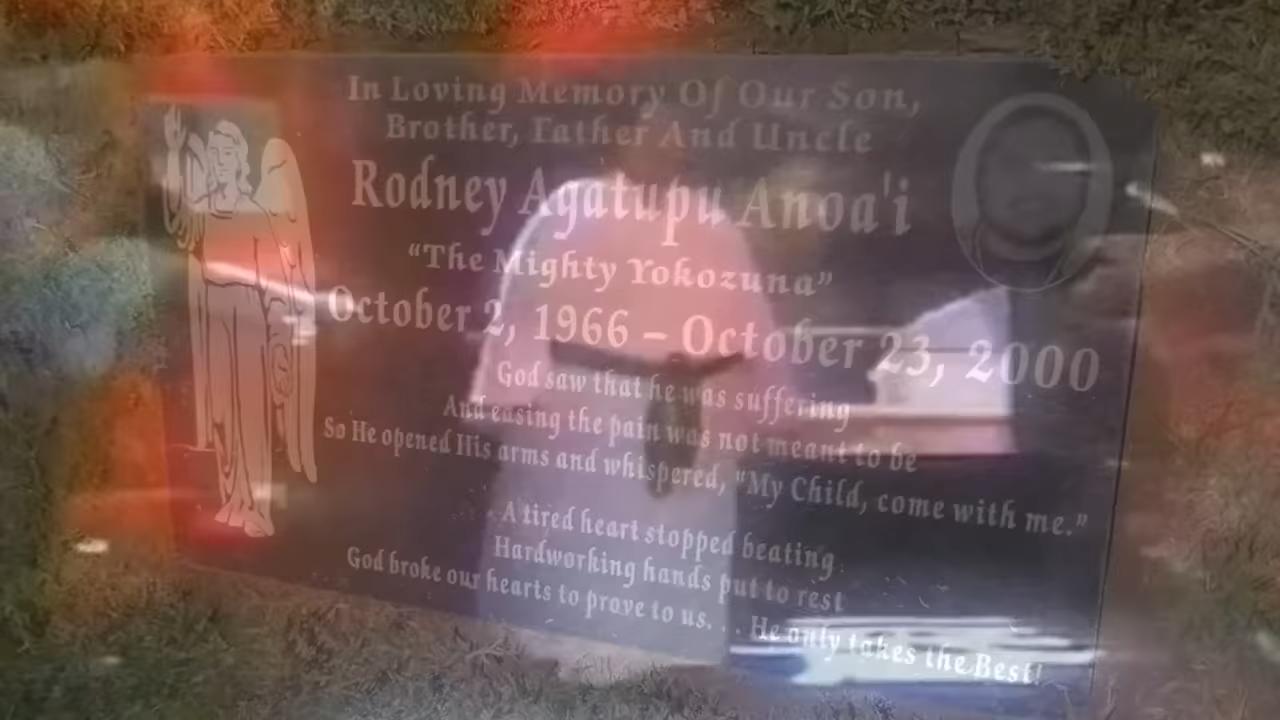 In Loving Memory Of Our Son,
Brother, Father And Uncle
Rodney Agatupu Anoa'i
“The Mighty Yokozuna”
October 2, 1966 – October 23, 2000
God saw that he was suffering
And easing the pain was not meant to be
So He opened His arms and whispered, "My Child, come with me."
A tired heart stopped beating
Hardworking hands put to rest
God broke our hearts to prove to us. . . He only takes the Best!